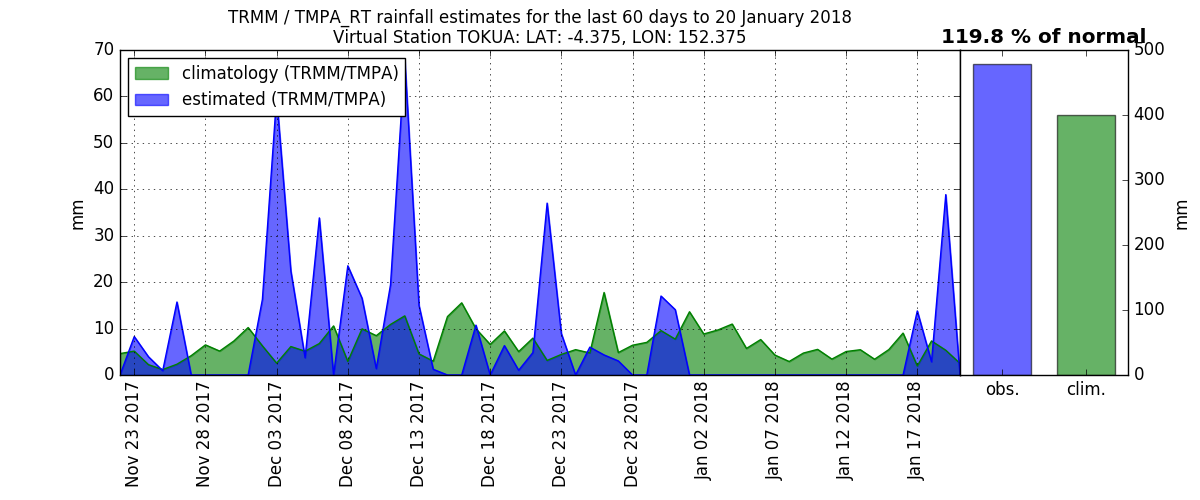 TRMM / TMPA_RT rainfall estimates for the last 60 days to 20 January 2018
Virtual Station TOKUA: LAT: -4.375, LON: 152.375
119.8 % of normal
climatology (TRMM/TMPA)
estimated (TRMM/TMPA)
70
60
50
40
30
20
10
0
mm
Nov 23 2017
Nov 28 2017
Dec 03 2017
Dec 08 2017
Dec 13 2017
Dec 18 2017
Dec 23 2017
Dec 28 2017
Jan 02 2018
Jan 07 2018
Jan 12 2018
Jan 17 2018
obs.
clim.
500
400
300
200
100
0
mm